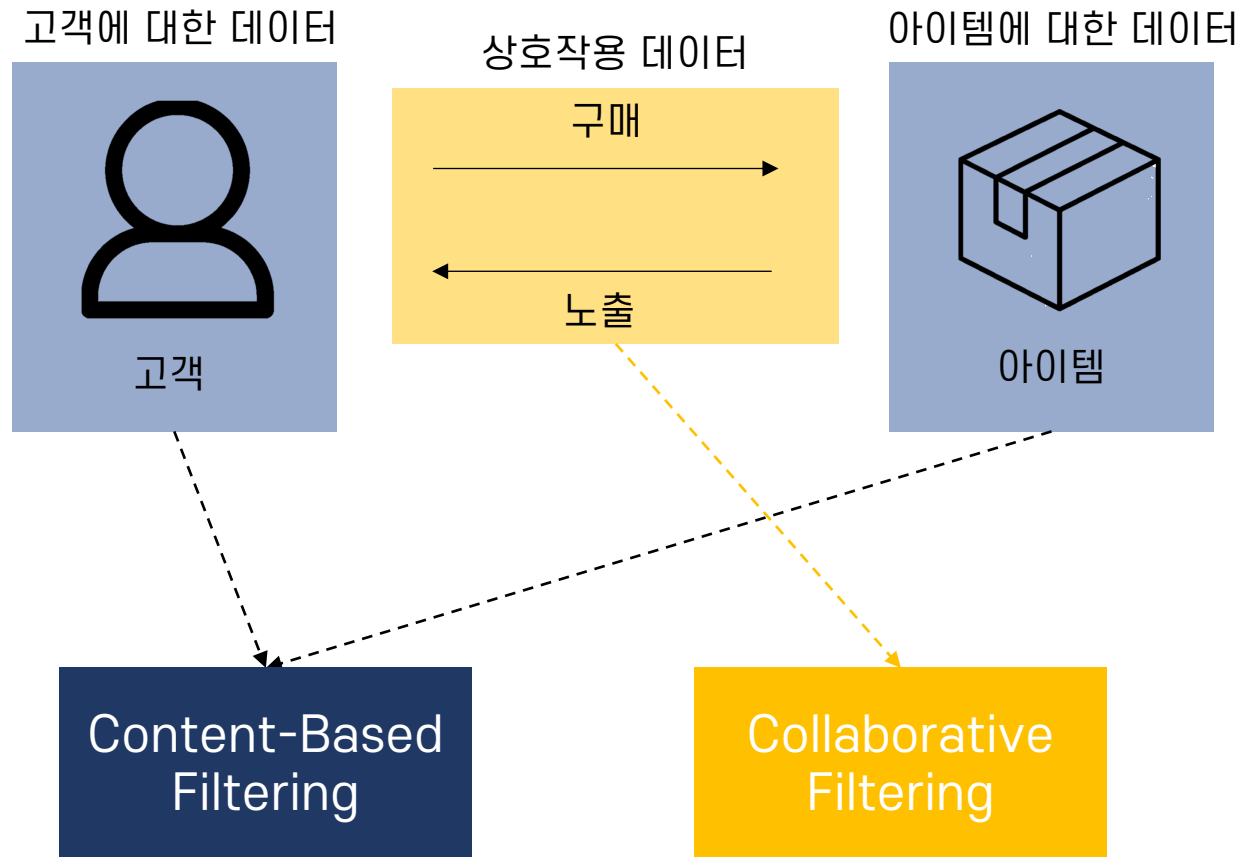 고객에 대한 데이터
상호작용 데이터
아이템에 대한 데이터
구매
노출
고객
아이템
Content-Based
Filtering
Collaborative
Filtering